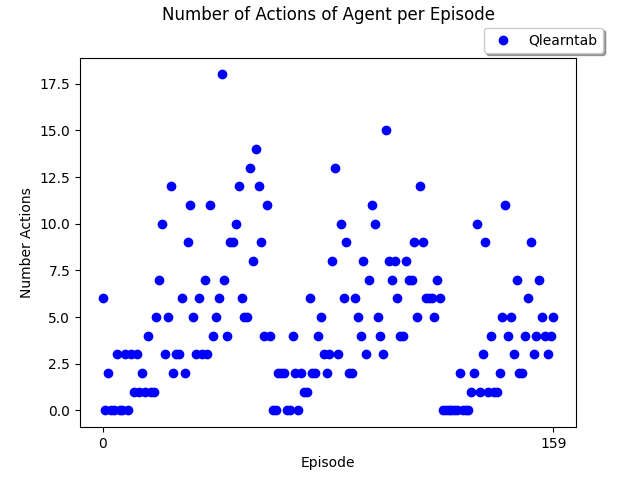 Number of Actions of Agent per Episode
Qlearntab
17.5
15.0
12.5
10.0
7.5
5.0
2.5
0.0
Number Actions
0
159
Episode